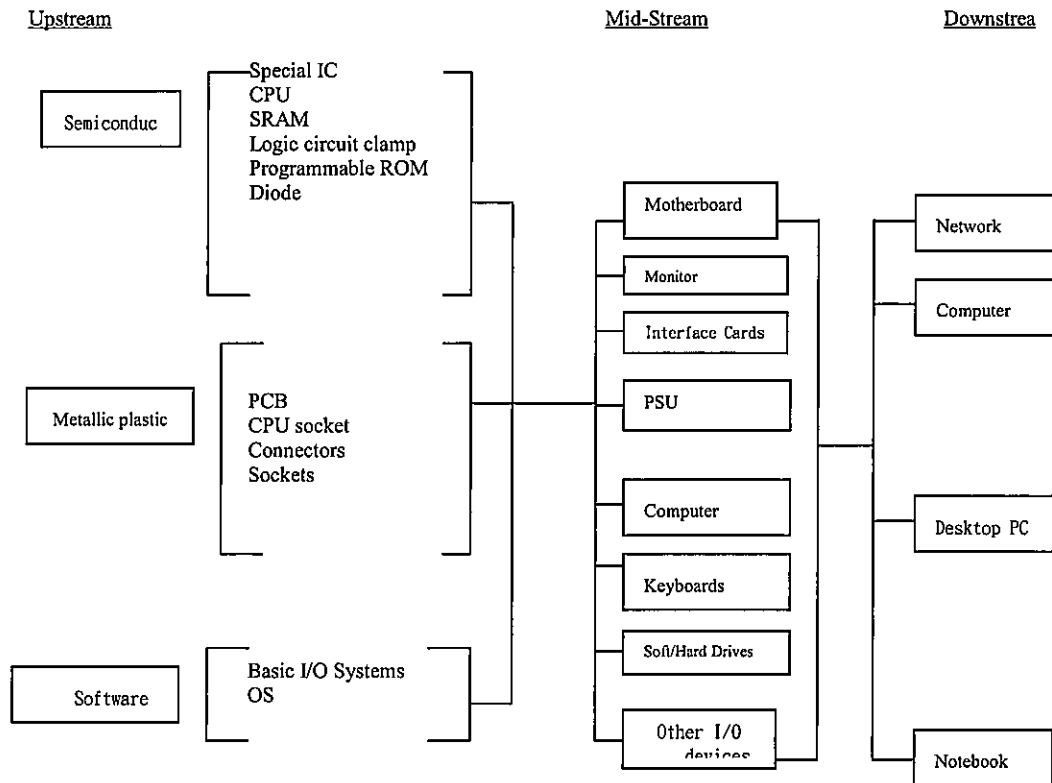 Upstream
Mid-Stream
Downstrea
Semiconduc
Special IC
CPU
SRAM
Logic circuit clamp
Programmable ROM
Diode
Metallic plastic
PCB
CPU socket
Connectors
Sockets
Software
Basic I/O Systems
OS
Motherboard
Monitor
Interface Cards
PSU
Computer
Keyboards
Soft/Hard Drives
Other I/O
devices
Network
Computer
Desktop PC
Notebook